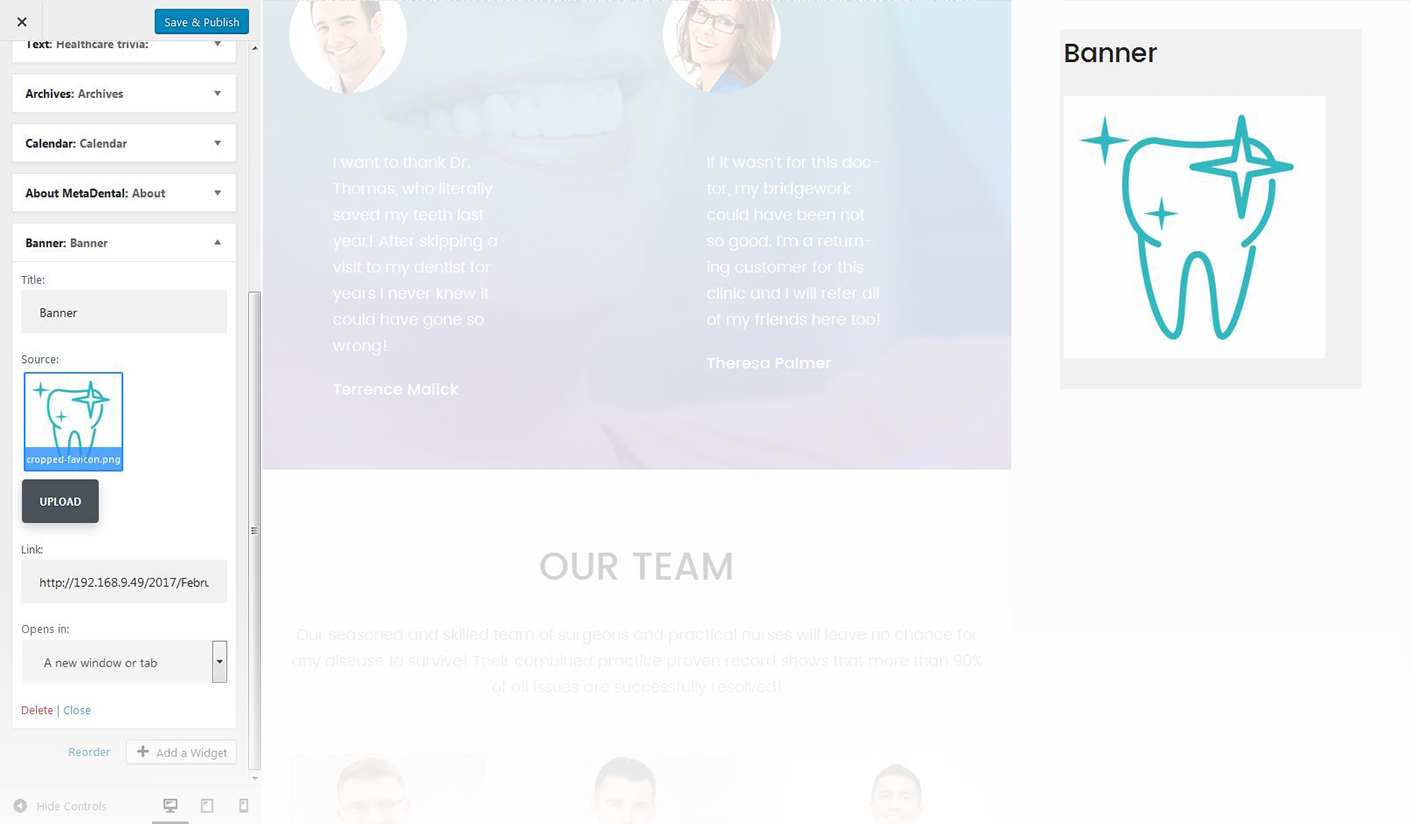 Save & Publish
Text: Healthcare trivia:
Archives: Archives
Calendar: Calendar
About MetaDental: About
Banner: Banner
Title:
Banner
Source:
cropped-favicon.png
UPLOAD
Link:
http://192.168.9.49/2017/Febru
Opens in:
A new window or tab
Delete | Close
Reorder
Add a Widget
Hide Controls
I want to thank Dr.
Thomas, who literally
saved my teeth last
year! After skipping a
visit to my dentist for
years I never knew it
could have gone so
wrong!
Terrence Malick
If it wasn't for this doc-
tor, my bridgework
could have been not
so good. I'm a return-
ing customer for this
clinic and I will refer all
of my friends here too!
Theresa Palmer
OUR TEAM
Our seasoned and skilled team of surgeons and practical nurses will leave no chance for
any disease to survive! Their combined practice proven record shows that more than 90%
of all issues are successfully resolved!
Banner